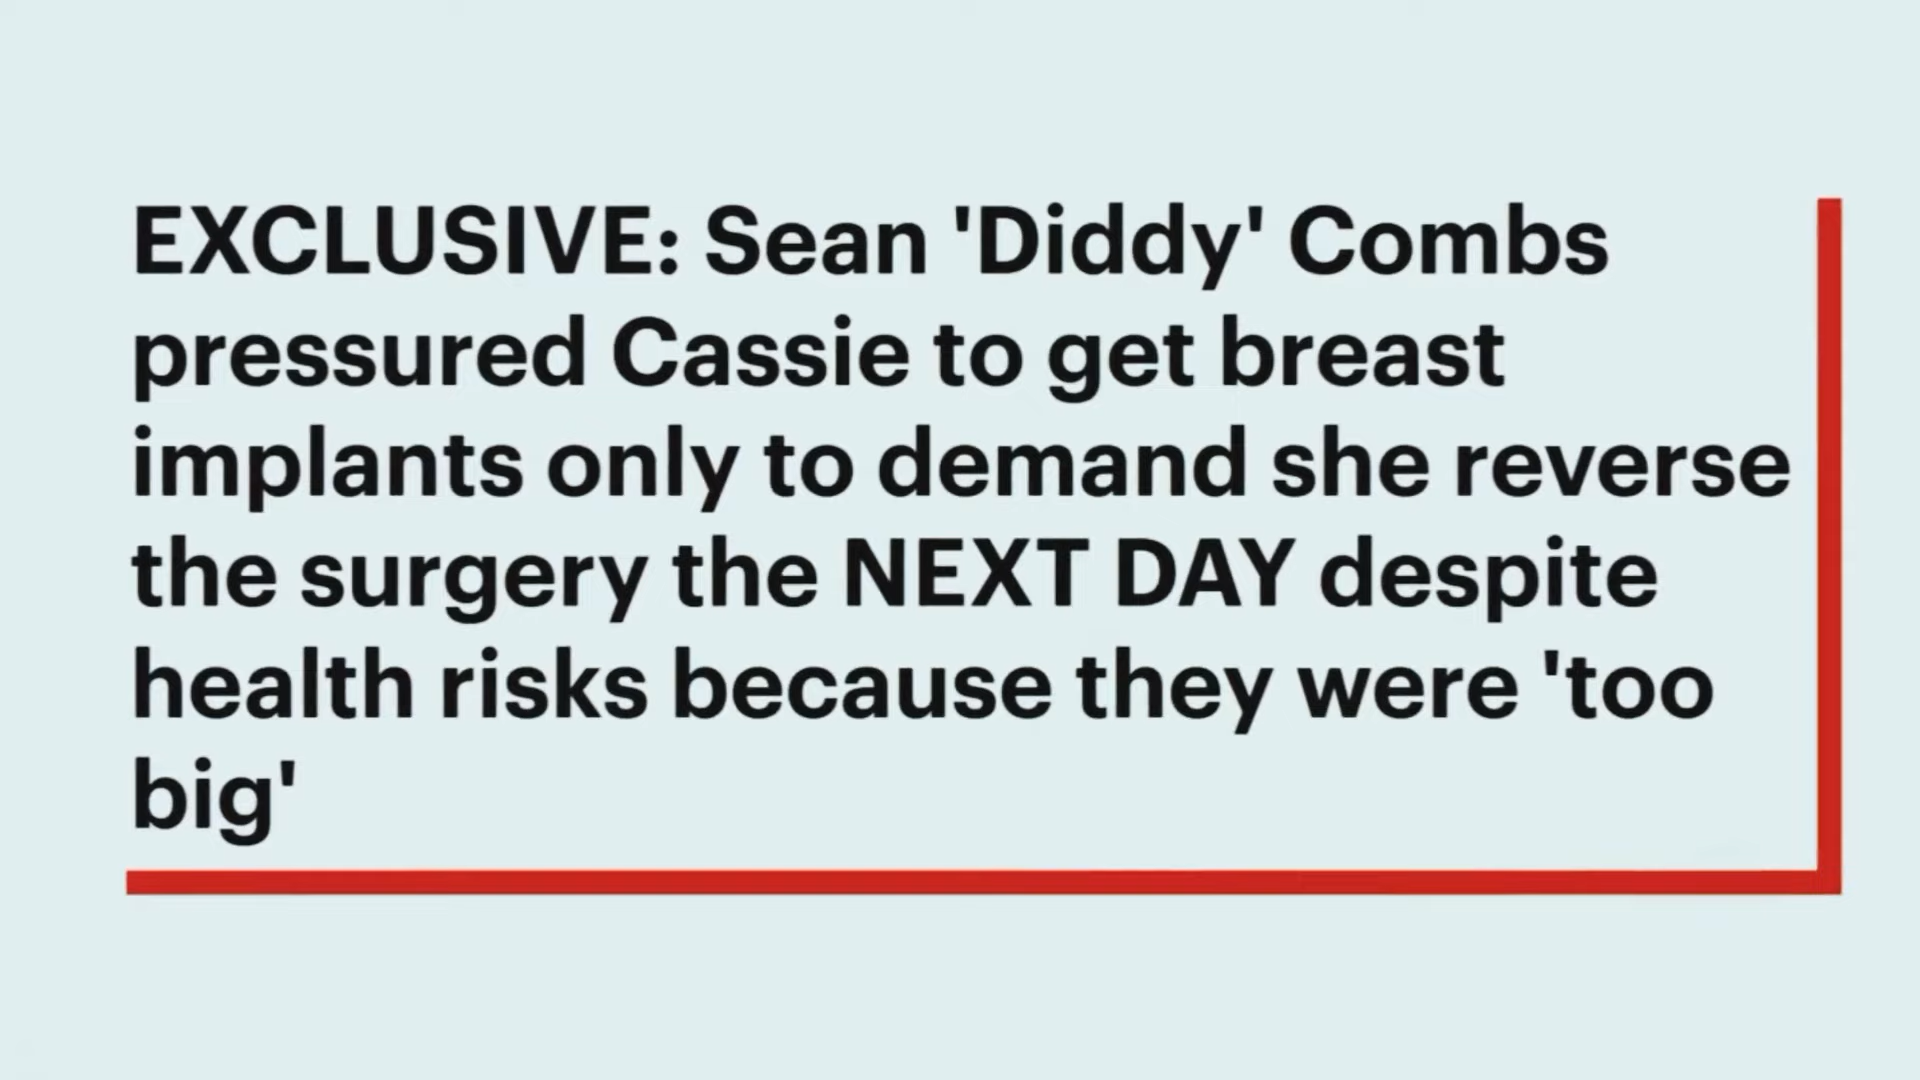 EXCLUSIVE: Sean 'Diddy' Combs
pressured Cassie to get breast
implants only to demand she reverse
the surgery the NEXT DAY despite
health risks because they were 'too
big'